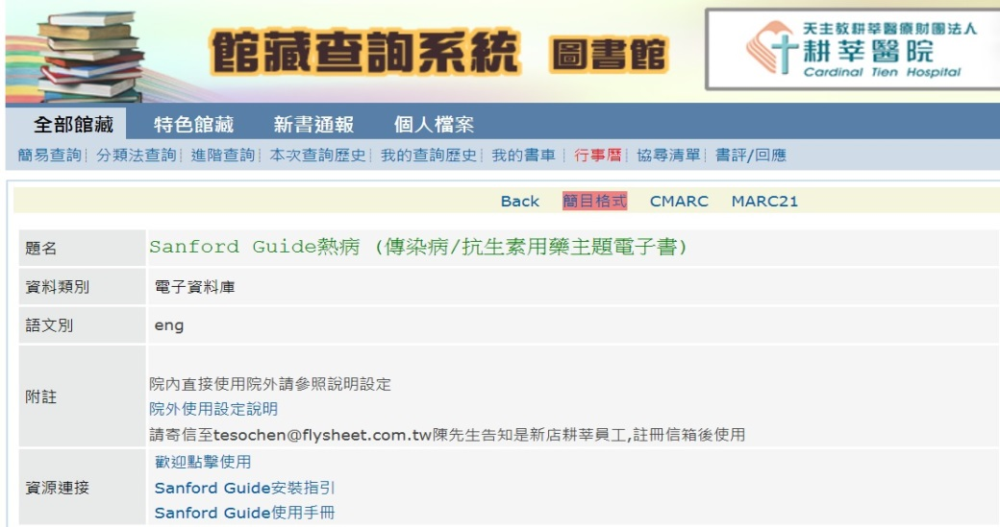 館藏查詢系統 圖書館
天主教耕莘醫療財團法人
耕莘醫院
Cardinal Tien Hospital
全部館藏 特色館藏 新書通報 個人檔案
簡易查詢 分類法查詢 進階查詢 本次查詢歷史 我的查詢歷史 我的書車 行事曆 協尋清單 書評/回應
Back 簡目格式 CMARC MARC21
題名 Sanford Guide熱病 (傳染病/抗生素用藥主題電子書)
資料類別 電子資料庫
語文別 eng
附註
院內直接使用院外請參照說明設定
院外使用設定說明
請寄信至tesochen@flysheet.com.tw陳先生告知是新店耕莘員工,註冊信箱後使用
資源連接
歡迎點擊使用
Sanford Guide安裝指引
Sanford Guide使用手冊